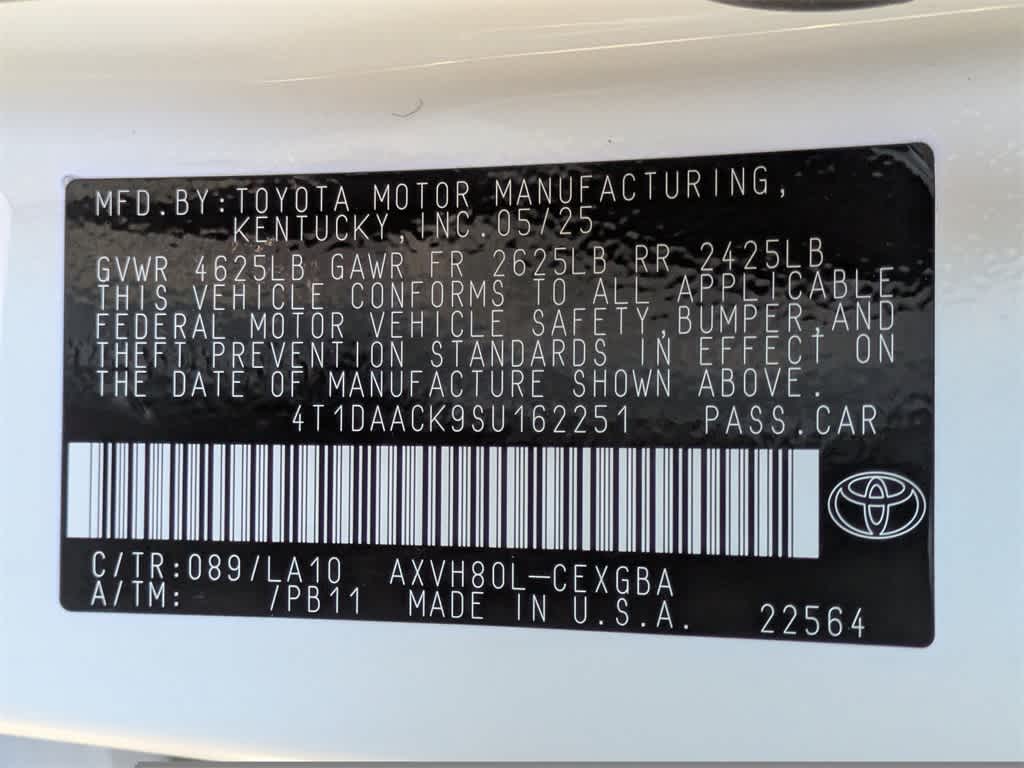 MFD.BY:TOYOTA MOTOR MANUFACTURING,
KENTUCKY,INC.05/25
GVWR 4625LB GAWR FR 2625LB RR 2425LB
THIS VEHICLE CONFORMS TO ALL APPLICABLE
FEDERAL MOTOR VEHICLE SAFETY,BUMPER,AND
THEFT PREVENTION STANDARDS IN EFFECT ON
THE DATE OF MANUFACTURE SHOWN ABOVE.
4T1DAACK9SU162251 PASS.CAR
C/TR:089/LA10 AXVH80L-CEXGBA
A/TM: /PB11 MADE IN U.S.A. 22564